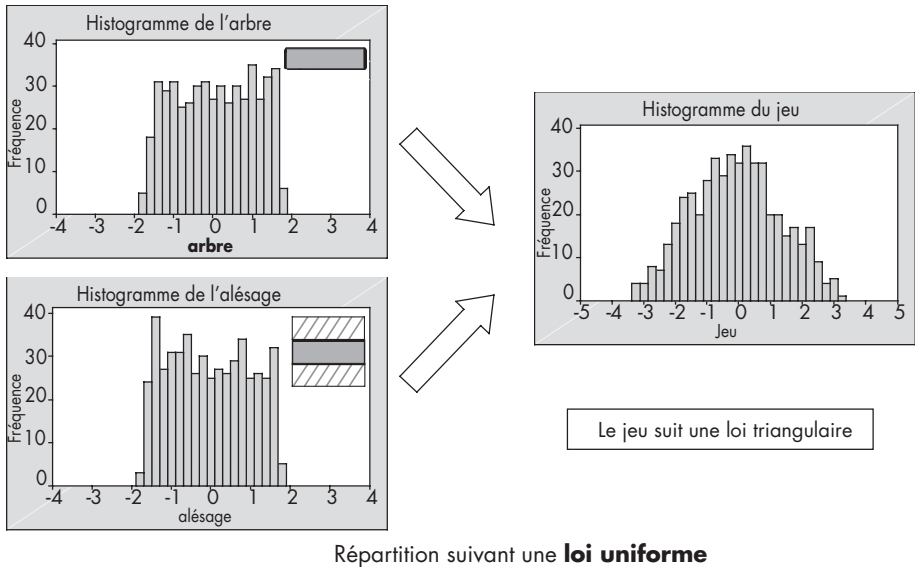 Histogramme de l'arbre
40
30
20
10
0
Fréquence
-4 -3 -2 -1 0 1 2 3 4
arbre
Histogramme de l'alésage
40
30
20
10
0
Fréquence
-4 -3 -2 -1 0 1 2 3 4
alésage
Histogramme du jeu
40
30
20
10
0
Fréquence
-5 -4 -3 -2 -1 0 1 2 3 4 5
Jeu
Le jeu suit une loi triangulaire
Répartition suivant une loi uniforme